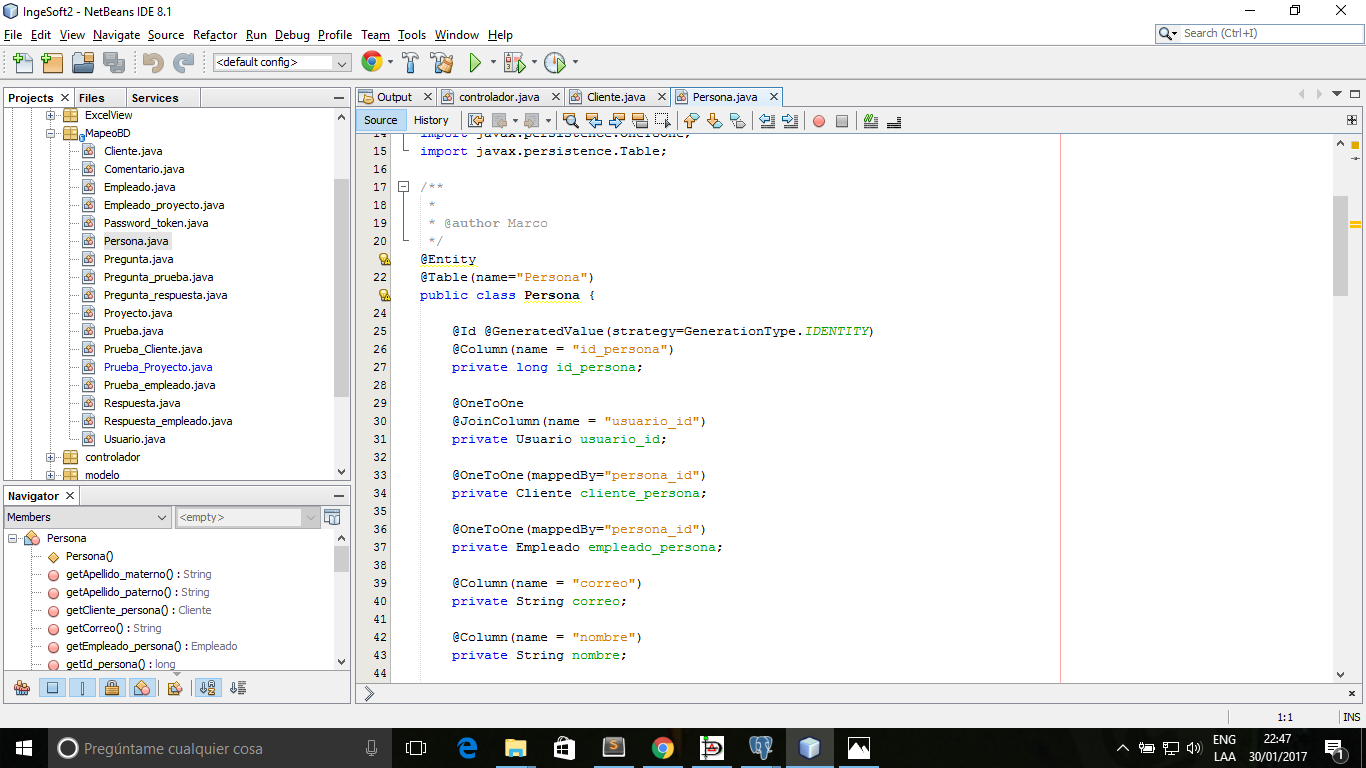 IngeSoft2 - NetBeans IDE 8.1
File Edit View Navigate Source Refactor Run Debug Profile Team Tools Window Help
Search (Ctrl+I)
<default config>
Projects Files Services
ExcelView
MapeoBD
Cliente.java
Comentario.java
Empleado.java
Empleado_proyecto.java
Password_token.java
Persona.java
Pregunta.java
Pregunta_prueba.java
Pregunta_respuesta.java
Proyecto.java
Prueba.java
Prueba_Cliente.java
Prueba_Proyecto.java
Prueba_empleado.java
Respuesta.java
Respuesta_empleado.java
Usuario.java
controlador
modelo
Navigator
Members <empty>
Persona
Persona()
getApellido_materno() : String
getApellido_paterno() : String
getCliente_persona() : Cliente
getCorreo() : String
getEmpleado_persona() : Empleado
getId_persona() : long
Output controlador.java Cliente.java Persona.java
Source History
14 import javax.persistence.OneToOne;
15 import javax.persistence.Table;
16
17 /**
18 *
19 * @author Marco
20 */
@Entity
22 @Table(name="Persona")
public class Persona {
24
25 @Id @GeneratedValue(strategy=GenerationType.IDENTITY)
26 @Column(name = "id_persona")
27 private long id_persona;
28
29 @OneToOne
30 @JoinColumn(name = "usuario_id")
31 private Usuario usuario_id;
32
33 @OneToOne(mappedBy="persona_id")
34 private Cliente cliente_persona;
35
36 @OneToOne(mappedBy="persona_id")
37 private Empleado empleado_persona;
38
39 @Column(name = "correo")
40 private String correo;
41
42 @Column(name = "nombre")
43 private String nombre;
44
1:1 INS
Pregúntame cualquier cosa
ENG
LAA
22:47
30/01/2017
1